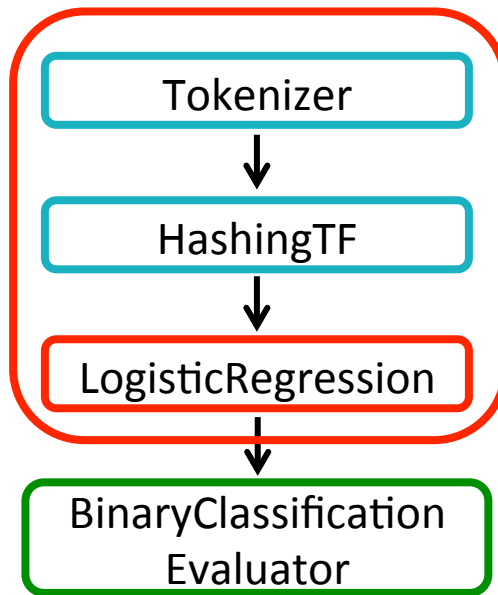 Tokenizer
HashingTF
LogisticRegression
BinaryClassification
Evaluator